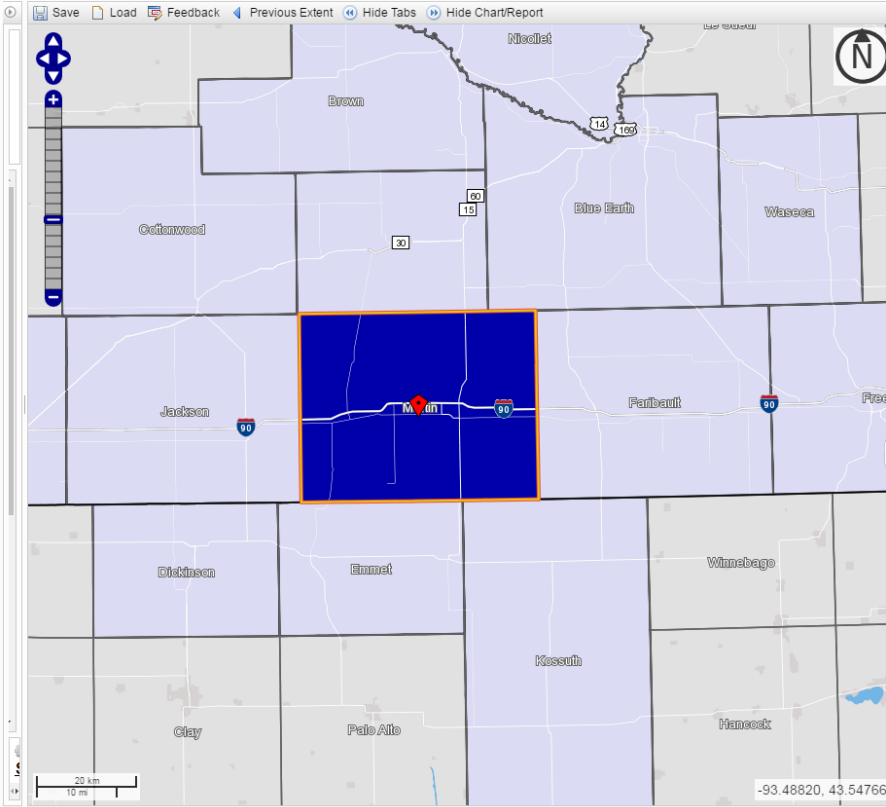 Save Load Feedback Previous Extent Hide Tabs Hide Chart/Report
Nicollet
N
Brown
14
169
60
15
Cottonwood
30
Blue Earth
Waseca
Jackson
90
90
Faribault
90
Free
Dickinson
Emmet
Winnebago
Kossuth
Clay
Palo Alto
Hancock
20 km
10 mi
-93.48820, 43.54766